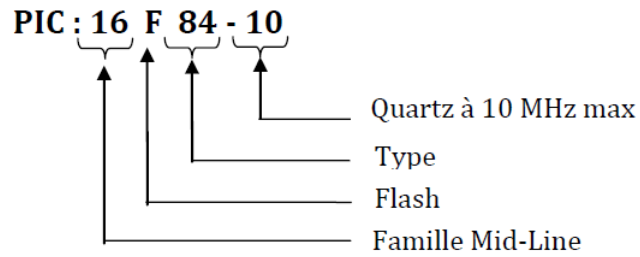 PIC : 16 F 84 - 10
Quartz à 10 MHz max
Type
Flash
Famille Mid-Line